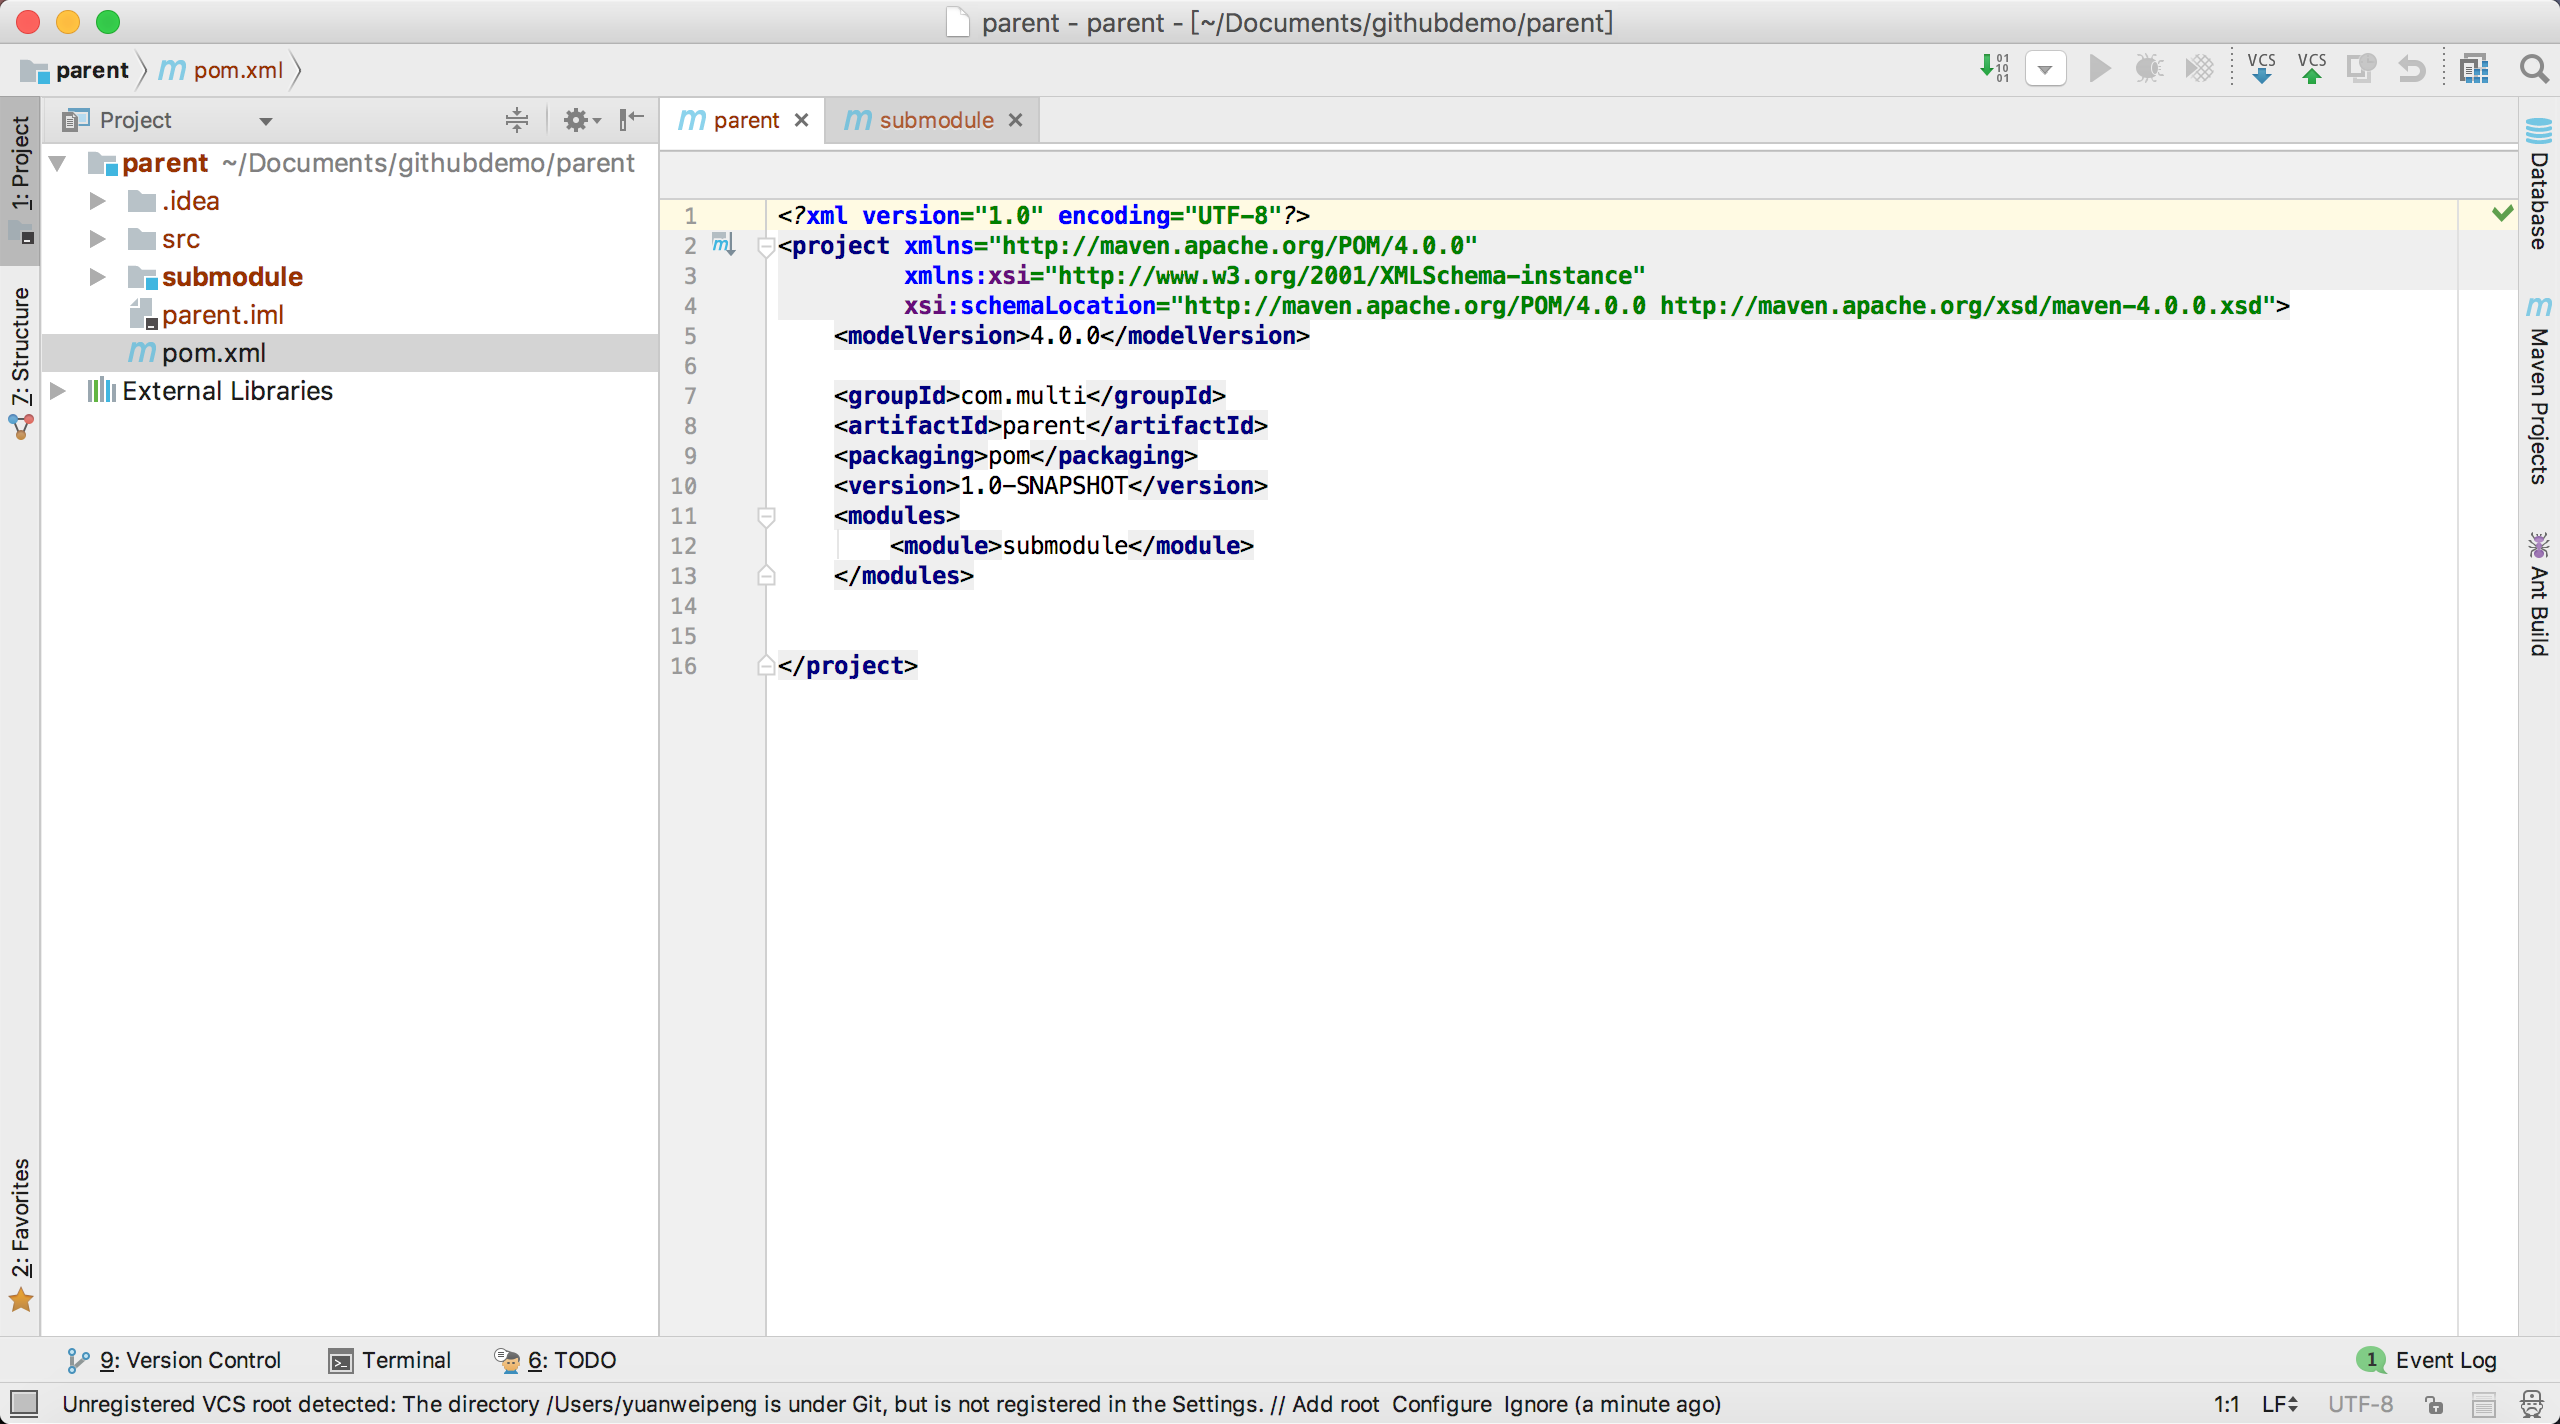 parent - parent - [~/Documents/githubdemo/parent]
parent
pom.xml
VCS
VCS
1: Project
7: Structure
2: Favorites
Project
parent ~/Documents/githubdemo/parent
.idea
src
submodule
parent.iml
pom.xml
External Libraries
parent
submodule
1 <?xml version="1.0" encoding="UTF-8"?>
2 <project xmlns="http://maven.apache.org/POM/4.0.0"
3 xmlns:xsi="http://www.w3.org/2001/XMLSchema-instance"
4 xsi:schemaLocation="http://maven.apache.org/POM/4.0.0 http://maven.apache.org/xsd/maven-4.0.0.xsd">
5 <modelVersion>4.0.0</modelVersion>
6
7 <groupId>com.multi</groupId>
8 <artifactId>parent</artifactId>
9 <packaging>pom</packaging>
10 <version>1.0-SNAPSHOT</version>
11 <modules>
12 <module>submodule</module>
13 </modules>
14
15
16 </project>
Database
Maven Projects
Ant Build
9: Version Control
Terminal
6: TODO
1 Event Log
Unregistered VCS root detected: The directory /Users/yuanweipeng is under Git, but is not registered in the Settings. // Add root Configure Ignore (a minute ago)
1:1 LF UTF-8